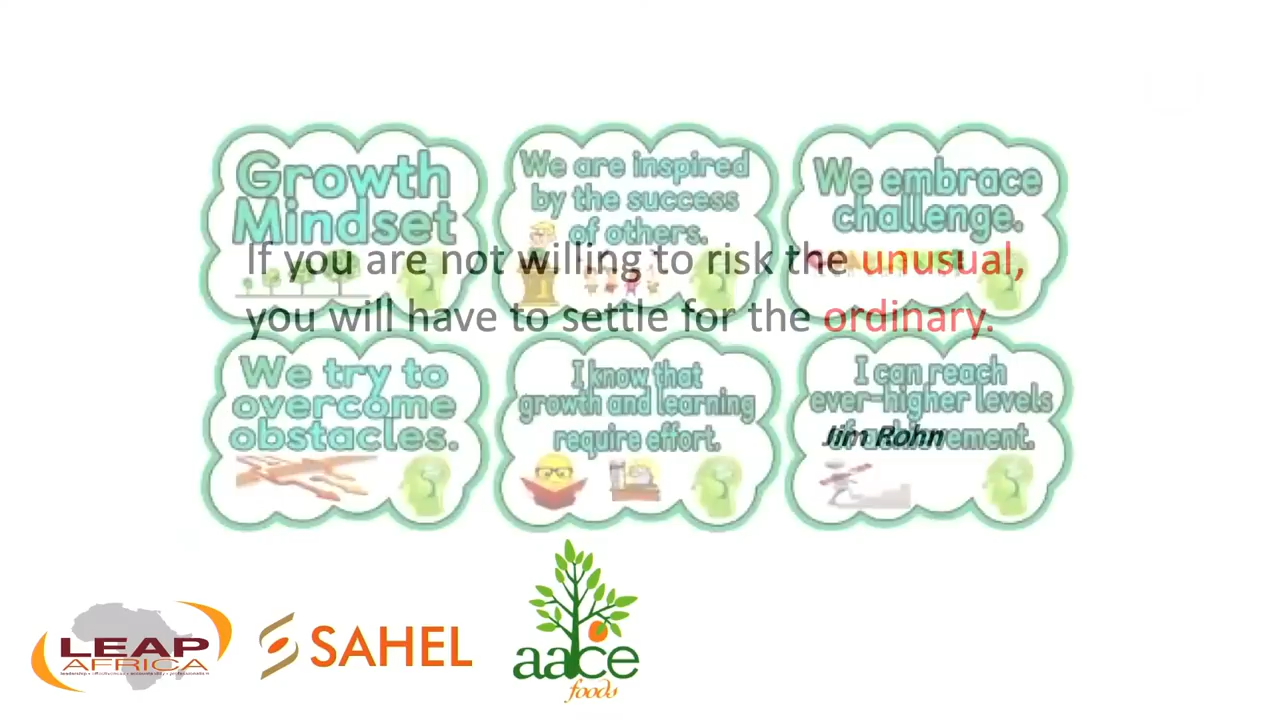 Growth
Mindset
We are inspired
by the success
of others.
We embrace
challenge.
If you are not willing to risk the unusual,
you will have to settle for the ordinary.
We try to
overcome
obstacles.
I know that
growth and learning
require effort.
I can reach
ever-higher levels
of achievement.
Jim Rohn
LEAP
AFRICA
SAHEL
aace
foods